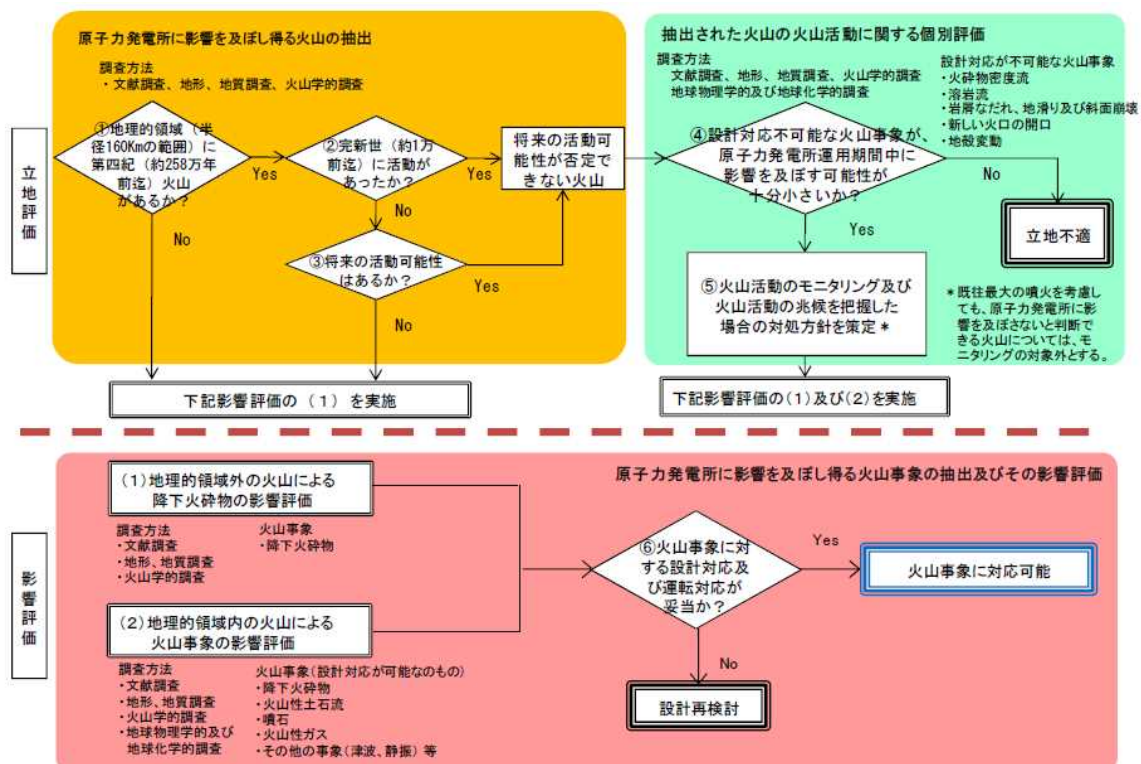 原子力発電所に影響を及ぼし得る火山の抽出
調査方法
・文献調査、地形、地質調査、火山学的調査
①地理的領域（半
径160Kmの範囲）に
第四紀（約258万年
前迄）火山
があるか？
Yes
No
②完新世（約1万年
前迄）に活動が
あったか？
Yes
No
③将来の活動可能性
はあるか？
Yes
No
将来の活動可
能性が否定で
きない火山
立地評価
下記影響評価の（1）を実施
抽出された火山の火山活動に関する個別評価
調査方法
文献調査、地形、地質調査、火山学的調査
地球物理学的及び地球化学的調査
設計対応が不可能な火山事象
・火砕物密度流
・溶岩流
・岩屑なだれ、地滑り及び斜面崩壊
・新しい火口の開口
・地殻変動
④設計対応不可能な火山事象が、
原子力発電所運用期間中に
影響を及ぼす可能性が
十分小さいか？
No
Yes
立地不適
⑤火山活動のモニタリング及び
火山活動の兆候を把握した
場合の対処方針を策定＊
＊既往最大の噴火を考慮し
ても、原子力発電所に影
響を及ぼさないと判断で
きる火山については、モ
ニタリングの対象外とする。
下記影響評価の(1)及び(2)を実施
影響評価
原子力発電所に影響を及ぼし得る火山事象の抽出及びその影響評価
(1)地理的領域外の火山による
降下火砕物の影響評価
調査方法
・文献調査
・地形、地質調査
・火山学的調査
火山事象
・降下火砕物
(2)地理的領域内の火山による
火山事象の影響評価
調査方法
・文献調査
・地形、地質調査
・火山学的調査
・地球物理学的及び
地球化学的調査
火山事象(設計対応が可能なのもの)
・降下火砕物
・火山性土石流
・噴石
・火山性ガス
・その他の事象(津波、静振)等
⑥火山事象に対
する設計対応及
び運転対応が
妥当か？
Yes
No
火山事象に対応可能
設計再検討